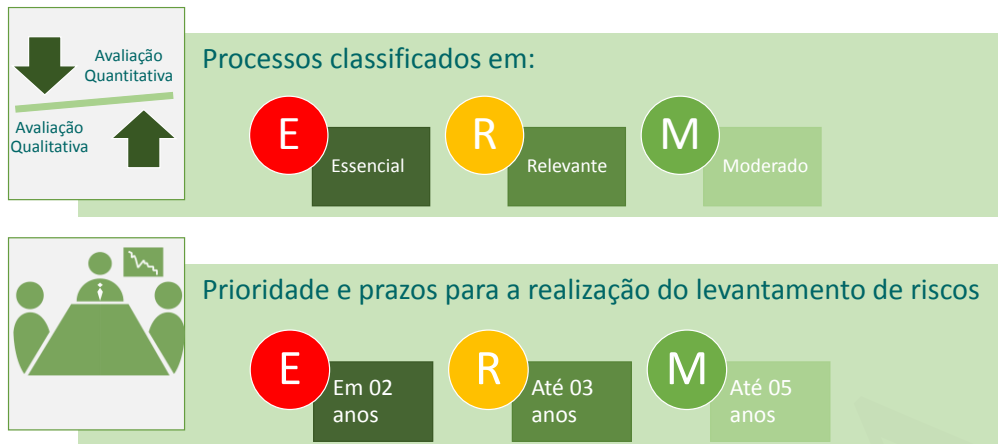 Avaliação
Quantitativa
Avaliação
Qualitativa
Processos classificados em:
E
Essencial
R
Relevante
M
Moderado
Prioridade e prazos para a realização do levantamento de riscos
E
Em 02
anos
R
Até 03
anos
M
Até 05
anos